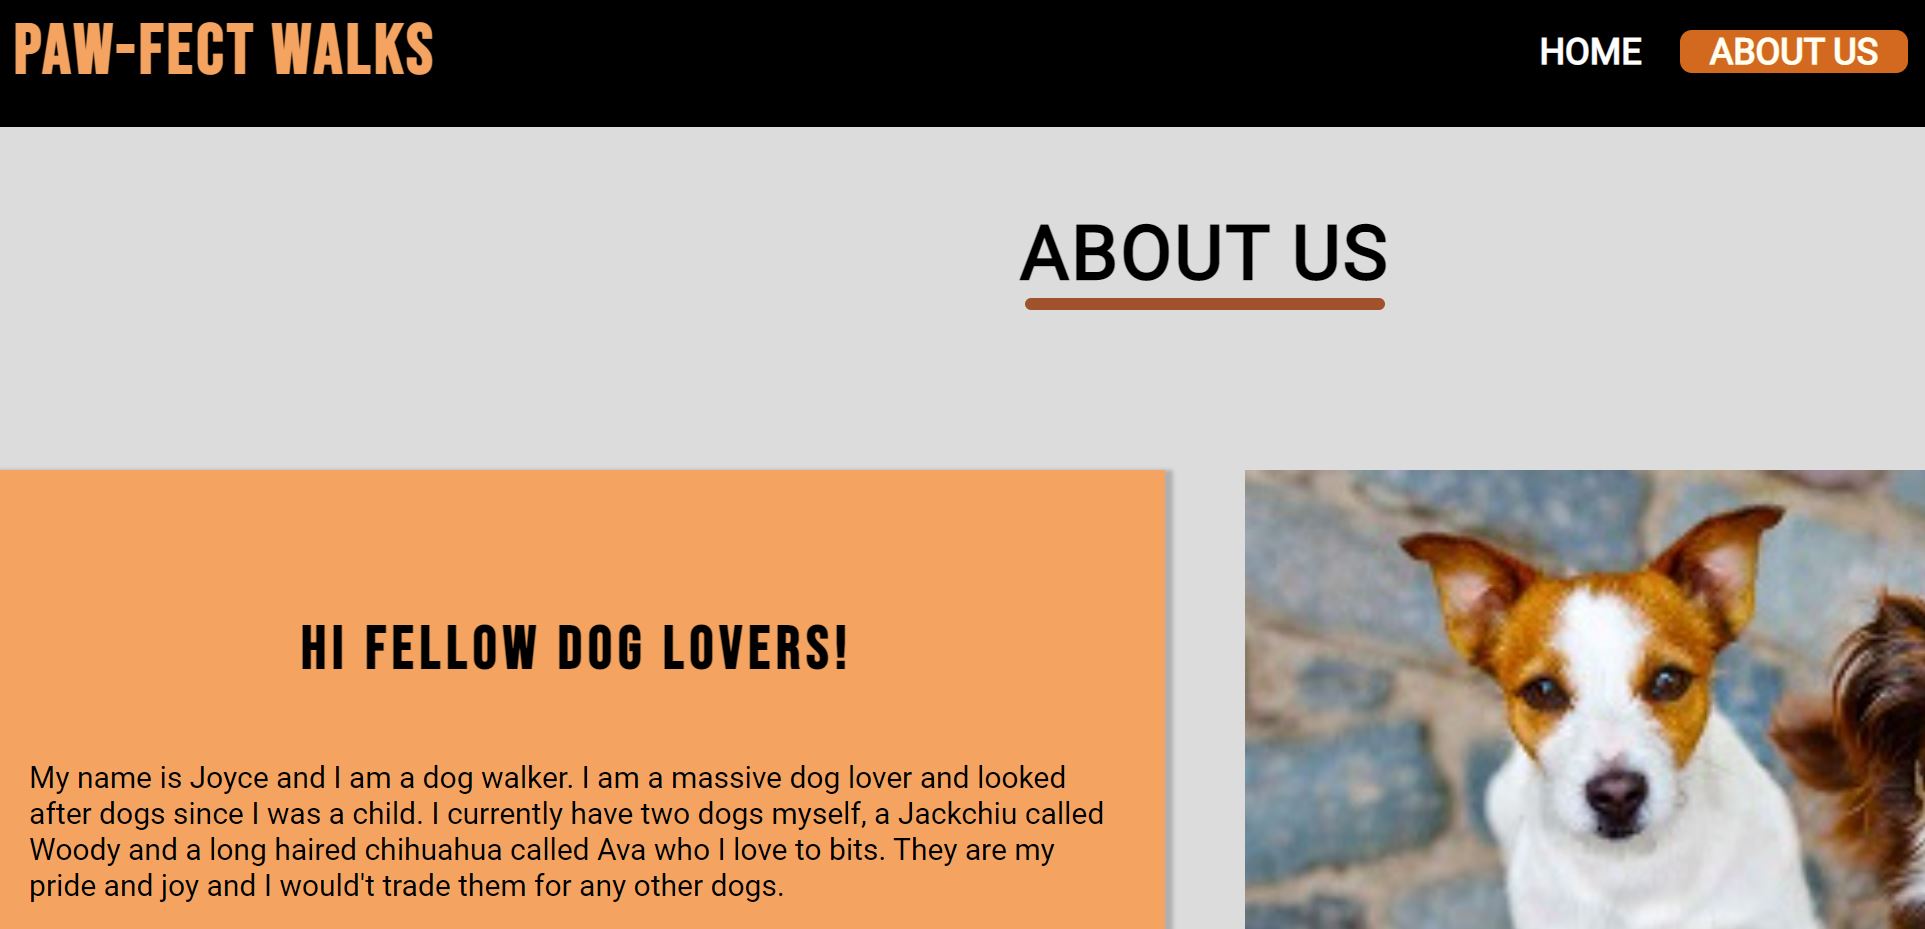 PAW-FECT WALKS
HOME
ABOUT US
ABOUT US
HI FELLOW DOG LOVERS!
My name is Joyce and I am a dog walker. I am a massive dog lover and looked
after dogs since I was a child. I currently have two dogs myself, a Jackchiu called
Woody and a long haired chihuahua called Ava who I love to bits. They are my
pride and joy and I would't trade them for any other dogs.